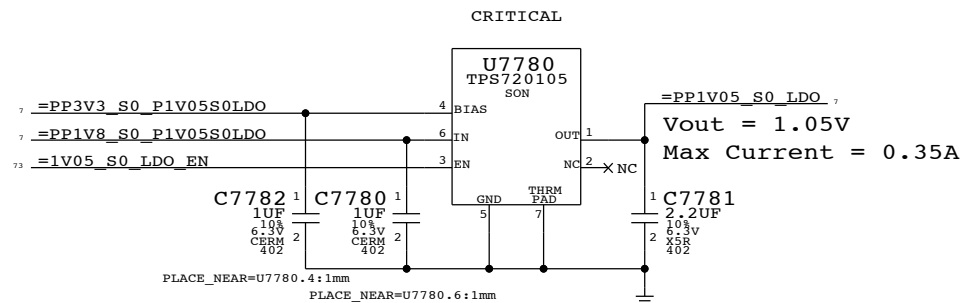 CRITICAL
U7780
TPS720105
SON
7 =PP3V3_S0_P1V05S0LDO
4 BIAS
7 =PP1V8_S0_P1V05S0LDO
6 IN
73 =1V05_S0_LDO_EN
3 EN
OUT 1
NC 2 NC
GND
5
THRM
PAD
7
=PP1V05_S0_LDO 7
Vout = 1.05V
Max Current = 0.35A
C7782 1
1UF
10%
6.3V 2
CERM
402
C7780 1
1UF
10%
6.3V 2
CERM
402
1 C7781
2.2UF
10%
2 6.3V
X5R
402
PLACE_NEAR=U7780.4:1mm
PLACE_NEAR=U7780.6:1mm